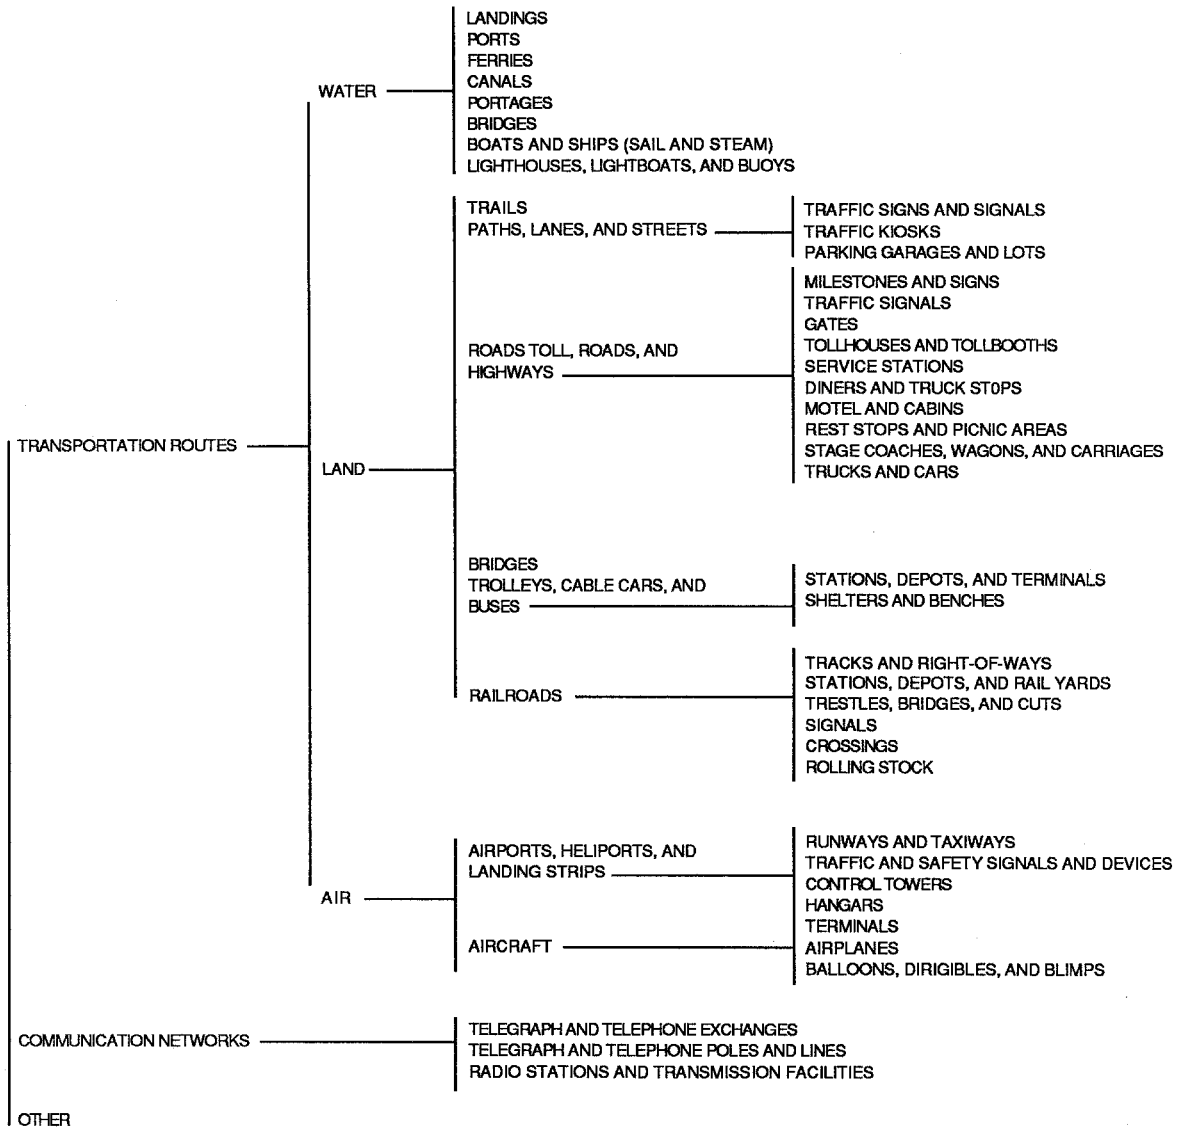 LANDINGS
PORTS
FERRIES
CANALS
PORTAGES
BRIDGES
BOATS AND SHIPS (SAIL AND STEAM)
LIGHTHOUSES, LIGHTBOATS, AND BUOYS
WATER
TRAILS
PATHS, LANES, AND STREETS
TRAFFIC SIGNS AND SIGNALS
TRAFFIC KIOSKS
PARKING GARAGES AND LOTS
ROADS TOLL, ROADS, AND
HIGHWAYS
MILESTONES AND SIGNS
TRAFFIC SIGNALS
GATES
TOLLHOUSES AND TOLLBOOTHS
SERVICE STATIONS
DINERS AND TRUCK STOPS
MOTEL AND CABINS
REST STOPS AND PICNIC AREAS
STAGE COACHES, WAGONS, AND CARRIAGES
TRUCKS AND CARS
TRANSPORTATION ROUTES
LAND
BRIDGES
TROLLEYS, CABLE CARS, AND
BUSES
STATIONS, DEPOTS, AND TERMINALS
SHELTERS AND BENCHES
RAILROADS
TRACKS AND RIGHT-OF-WAYS
STATIONS, DEPOTS, AND RAIL YARDS
TRESTLES, BRIDGES, AND CUTS
SIGNALS
CROSSINGS
ROLLING STOCK
AIR
AIRPORTS, HELIPORTS, AND
LANDING STRIPS
RUNWAYS AND TAXIWAYS
TRAFFIC AND SAFETY SIGNALS AND DEVICES
CONTROL TOWERS
HANGARS
TERMINALS
AIRCRAFT
AIRPLANES
BALLOONS, DIRIGIBLES, AND BLIMPS
COMMUNICATION NETWORKS
TELEGRAPH AND TELEPHONE EXCHANGES
TELEGRAPH AND TELEPHONE POLES AND LINES
RADIO STATIONS AND TRANSMISSION FACILITIES
OTHER